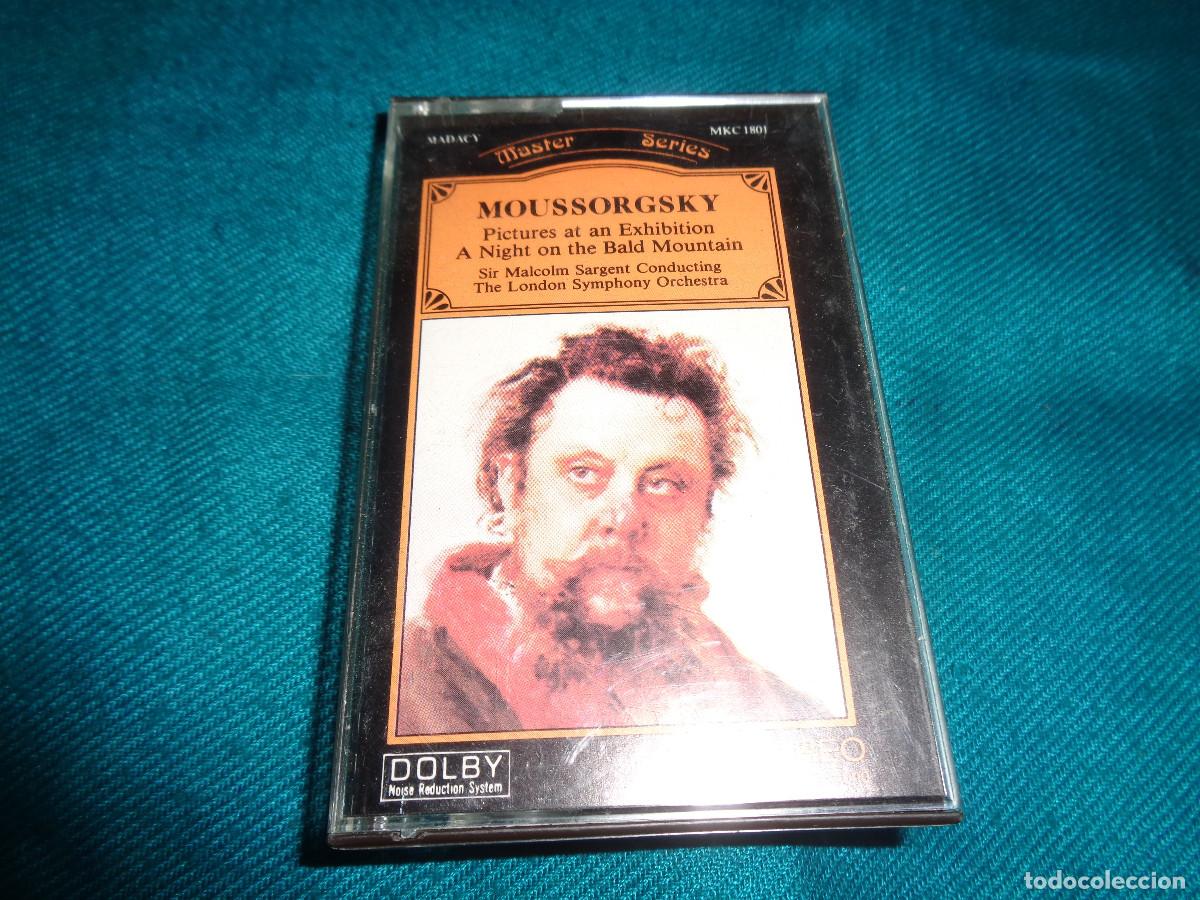 MADACY
Master Series
MKC 1801
MOUSSORGSKY
Pictures at an Exhibition
A Night on the Bald Mountain
Sir Malcolm Sargent Conducting
The London Symphony Orchestra
DOLBY
Noise Reduction System
todocoleccion